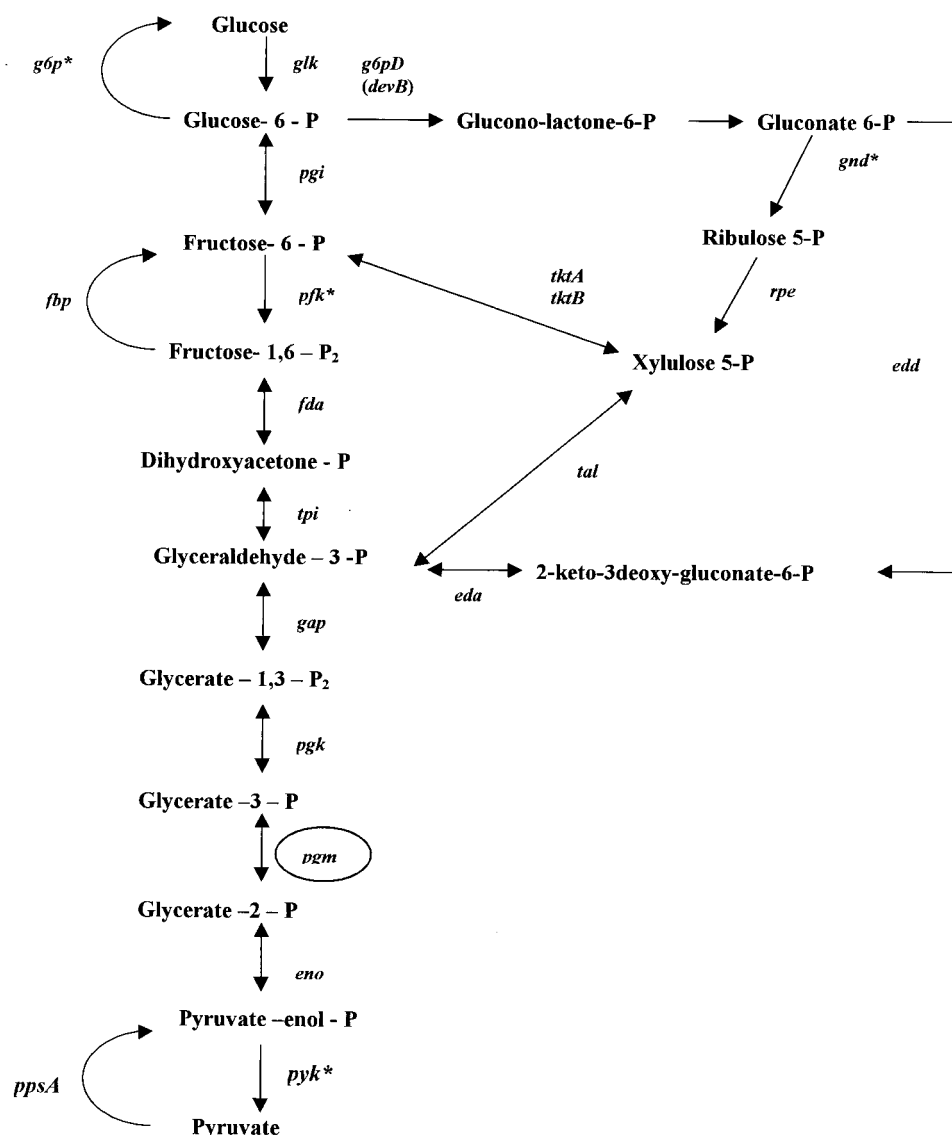 Glucose
g6p*
glk
g6pD
(devB)
Glucose- 6 - P
Glucono-lactone-6-P
Gluconate 6-P
pgi
gnd*
Fructose- 6 - P
Ribulose 5-P
fbp
pfk*
tktA
tktB
rpe
Fructose- 1,6 – P2
Xylulose 5-P
edd
fda
Dihydroxyacetone - P
tal
tpi
Glyceraldehyde – 3 -P
2-keto-3deoxy-gluconate-6-P
eda
gap
Glycerate – 1,3 – P2
pgk
Glycerate –3 – P
pgm
Glycerate –2 – P
eno
Pyruvate –enol - P
ppsA
pyk*
Pyruvate